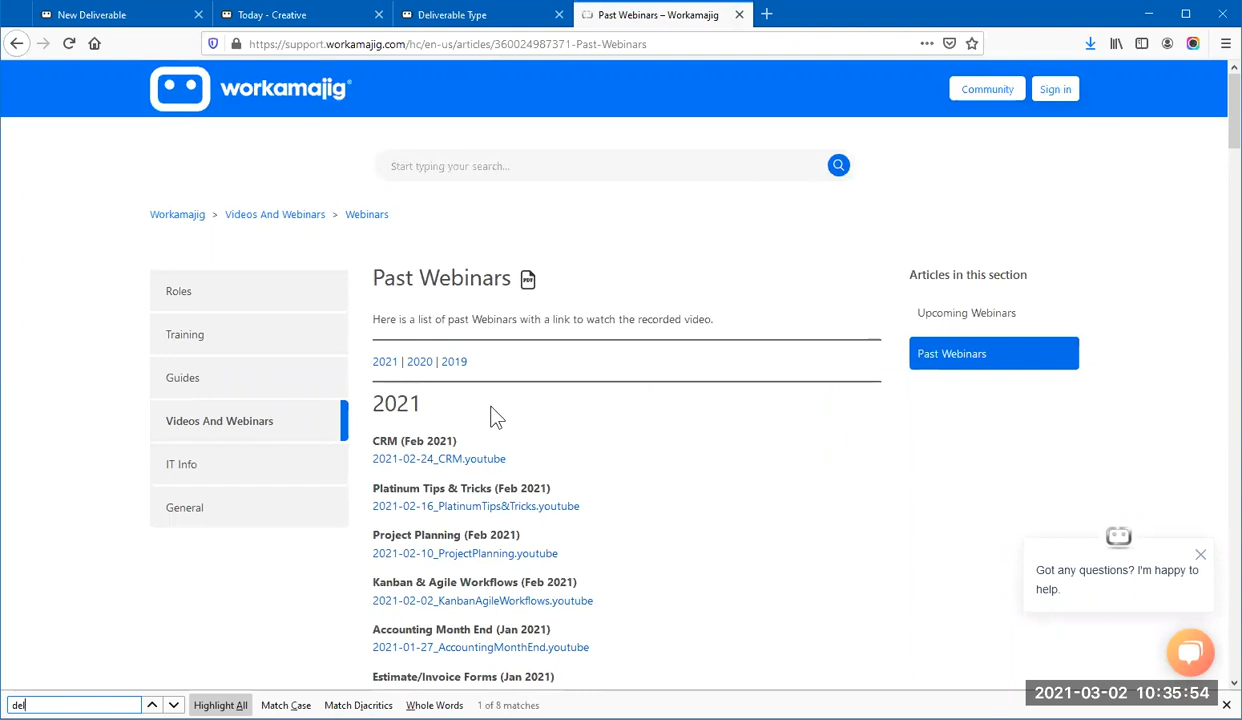 New Deliverable
Today - Creative
Deliverable Type
Past Webinars – Workamajig
https://support.workamajig.com/hc/en-us/articles/360024987371-Past-Webinars
workamajig®
Community
Sign in
Start typing your search...
Workamajig > Videos And Webinars > Webinars
Roles
Training
Guides
Videos And Webinars
IT Info
General
Past Webinars PDF
Here is a list of past Webinars with a link to watch the recorded video.
2021 | 2020 | 2019
2021
CRM (Feb 2021)
2021-02-24_CRM.youtube
Platinum Tips & Tricks (Feb 2021)
2021-02-16_PlatinumTips&Tricks.youtube
Project Planning (Feb 2021)
2021-02-10_ProjectPlanning.youtube
Kanban & Agile Workflows (Feb 2021)
2021-02-02_KanbanAgileWorkflows.youtube
Accounting Month End (Jan 2021)
2021-01-27_AccountingMonthEnd.youtube
Estimate/Invoice Forms (Jan 2021)
Articles in this section
Upcoming Webinars
Past Webinars
Got any questions? I'm happy to
help.
2021-03-02 10:35:54
del
Highlight All
Match Case
Match Diacritics
Whole Words
1 of 8 matches